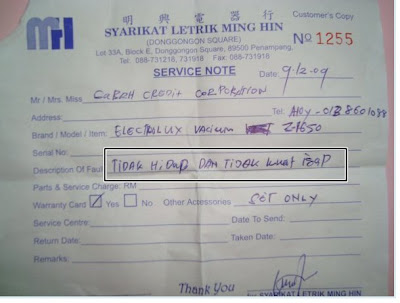 明興電器行
Customer's Copy
SYARIKAT LETRIK MING HIN
(DONGGONGON SQUARE)
Lot 53A, Block E, Donggongon Square, 89500 Penampang,
Tel: 088-731218, 731918 Fax: 088-731918
No 1255
SERVICE NOTE
Date: 9/12.09
Mr / Mrs. Miss SABAH CREDIT CORPORATION
Address: Tel:
Brand / Model / Item: ELECTROLUX VACIUM Z1650
Serial No:
Description Of Fault: TIDAK HIDUP DAN TIDAK KUAT ISAP
Parts & Service Charge: RM
Warranty Card Yes No Other Accessories SET ONLY
Service Centre: Date To Send:
Return Date: Taken Date:
Remarks:
Thank You
for SYARIKAT LETRIK MING HIN